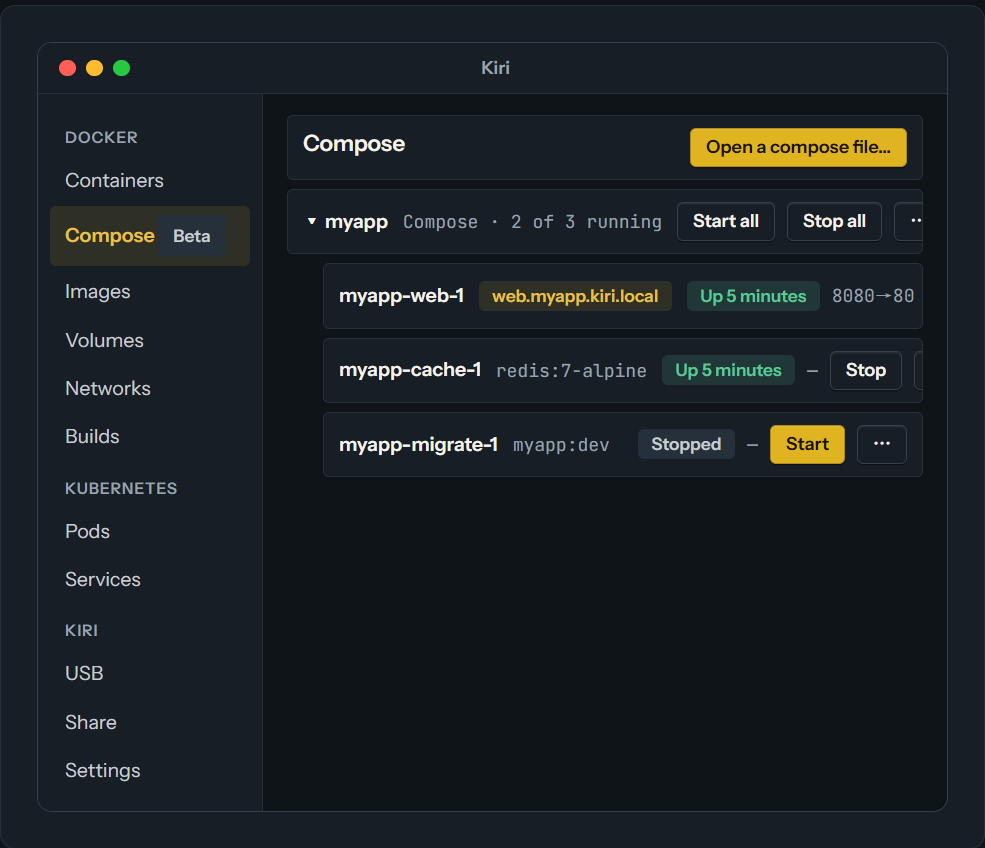 Kiri
DOCKER
Containers
Compose Beta
Images
Volumes
Networks
Builds
KUBERNETES
Pods
Services
KIRI
USB
Share
Settings
Compose Open a compose file...
▾ myapp Compose · 2 of 3 running Start all Stop all ··
myapp-web-1 web.myapp.kiri.local Up 5 minutes 8080→80
myapp-cache-1 redis:7-alpine Up 5 minutes — Stop
myapp-migrate-1 myapp:dev Stopped — Start ···